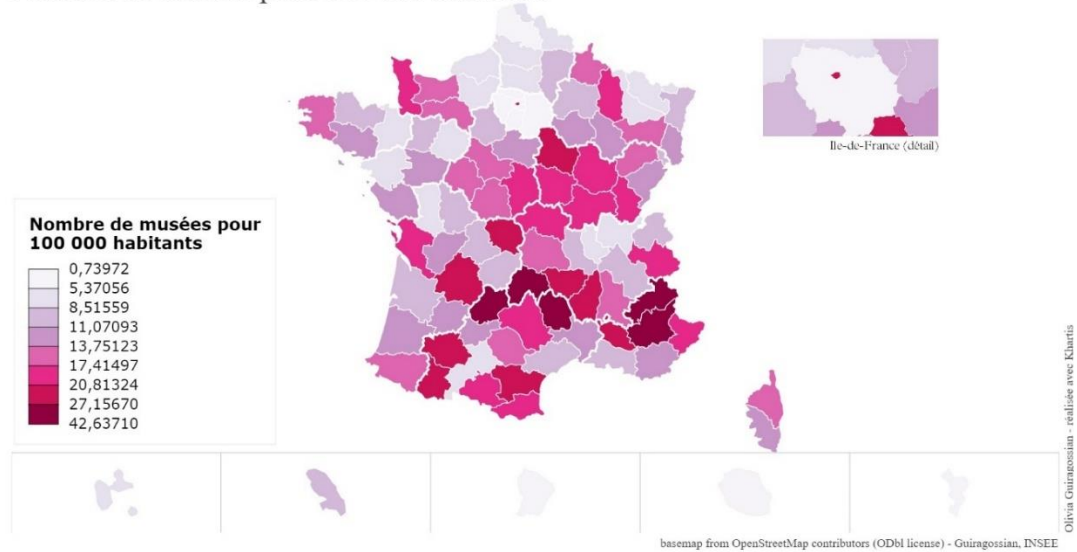 Ile-de-France (détail)
Nombre de musées pour
100 000 habitants
0,73972
5,37056
8,51559
11,07093
13,75123
17,41497
20,81324
27,15670
42,63710
Olivia Guiragossian - réalisée avec Khartis
basemap from OpenStreetMap contributors (ODbl license) - Guiragossian, INSEE